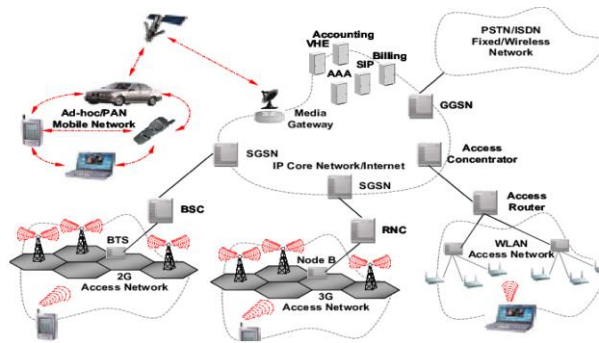 Accounting
VHE
Billing
SIP
AAA
PSTN/ISDN
Fixed/Wireless
Network
Ad-hoc/PAN
Mobile Network
Media
Gateway
GGSN
SGSN
IP Core Network/Internet
Access
Concentrator
SGSN
BSC
RNC
Access
Router
BTS
2G
Access Network
Node B
3G
Access Network
WLAN
Access Network